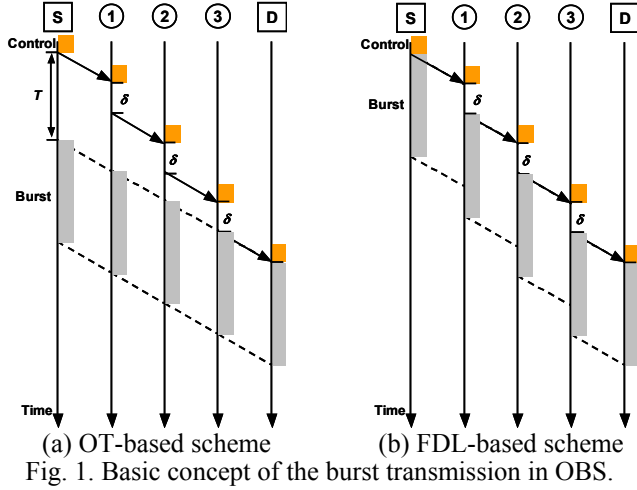 S 1 2 3 D
Control
T
δ
δ
δ
Burst
Time
(a) OT-based scheme
S 1 2 3 D
Control
Burst
δ
δ
δ
Time
(b) FDL-based scheme
Fig. 1. Basic concept of the burst transmission in OBS.